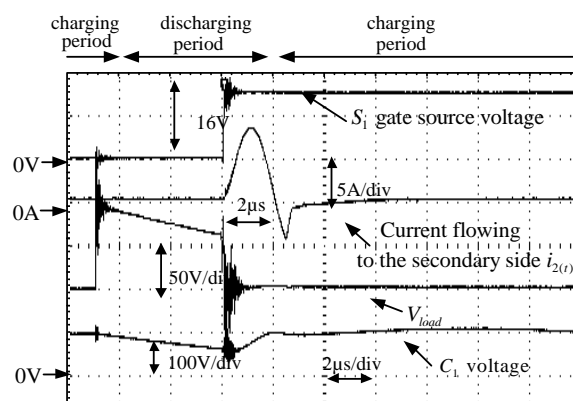 charging
period
discharging
period
charging
period
16V
S₁ gate source voltage
0V
5A/div
0A
2µs
Current flowing
to the secondary side i₂(t)
50V/di
V_load
100V/div
2µs/div
C₁ voltage
0V